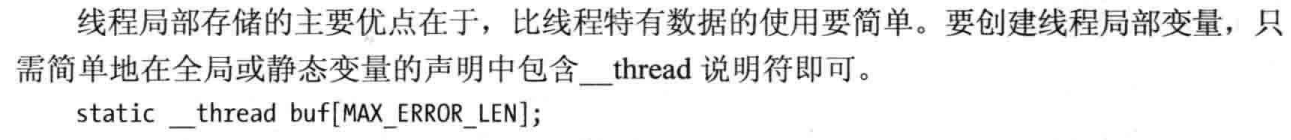 线程局部存储的主要优点在于，比线程特有数据的使用要简单。要创建线程局部变量，只
需简单地在全局或静态变量的声明中包含__thread 说明符即可。
static __thread buf[MAX_ERROR_LEN];